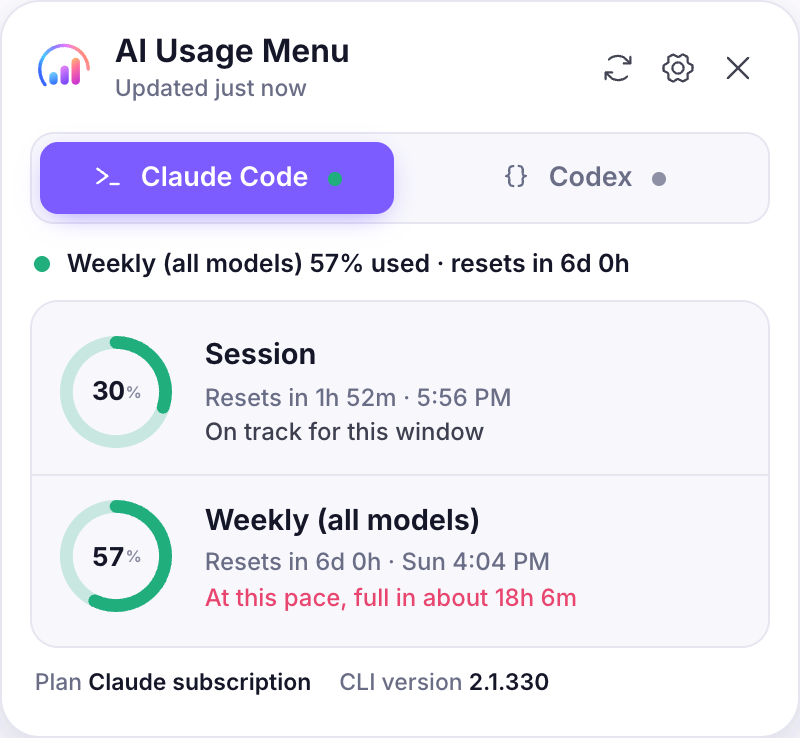 AI Usage Menu
Updated just now
>_ Claude Code
{} Codex
Weekly (all models) 57% used · resets in 6d 0h
30%
Session
Resets in 1h 52m · 5:56 PM
On track for this window
57%
Weekly (all models)
Resets in 6d 0h · Sun 4:04 PM
At this pace, full in about 18h 6m
Plan Claude subscription CLI version 2.1.330